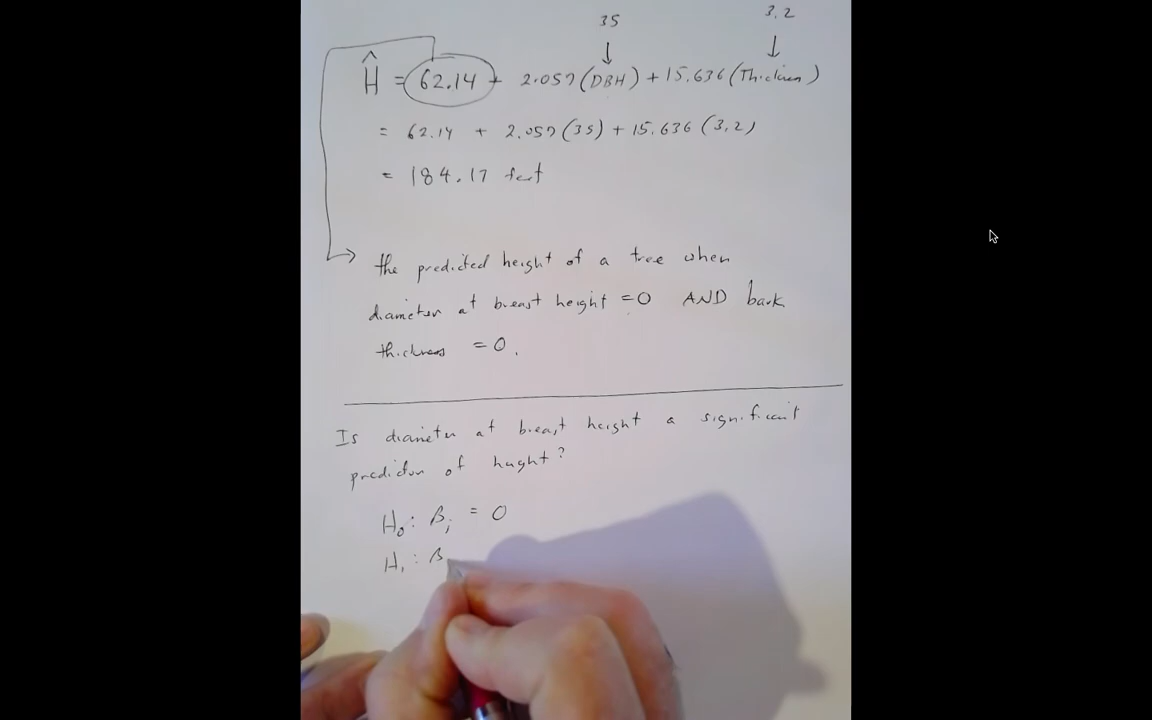 35 3.2
Ĥ = 62.14 + 2.057 (DBH) + 15.636 (Thickness)
= 62.14 + 2.057 (35) + 15.636 (3.2)
= 184.17 feet
the predicted height of a tree when
diameter at breast height = 0 AND bark
thickness = 0.
Is diameter at breast height a significant
predictor of height?
H₀: βⱼ = 0
H₁: β